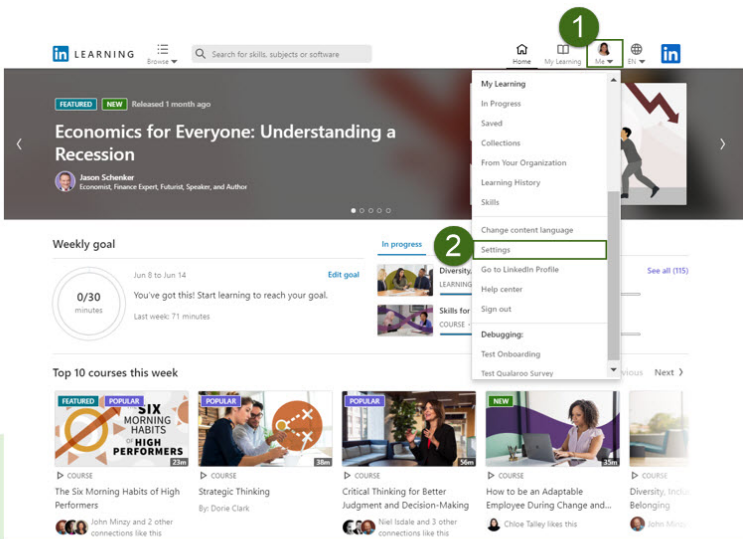 1
in LEARNING
Browse
Search for skills, subjects or software
Home
My Learning
Me
EN
in
FEATURED NEW Released 1 month ago
Economics for Everyone: Understanding a
Recession
Jason Schenker
Economist, Finance Expert, Futurist, Speaker, and Author
My Learning
In Progress
Saved
Collections
From Your Organization
Learning History
Skills
Change content language
2
Settings
Go to LinkedIn Profile
Help center
Sign out
Debugging:
Test Onboarding
Test Qualaroo Survey
Weekly goal
Jun 8 to Jun 14
Edit goal
0/30
minutes
You've got this! Start learning to reach your goal.
Last week: 71 minutes
In progress
See all (115)
Diversity,
LEARNING
Skills for
COURSE -
Top 10 courses this week
vious Next
FEATURED POPULAR
SIX
MORNING
HABITS
OF HIGH
PERFORMERS
23m
COURSE
The Six Morning Habits of High
Performers
John Minzy and 2 other
connections like this
POPULAR
38m
COURSE
Strategic Thinking
By: Dorie Clark
POPULAR
56m
COURSE
Critical Thinking for Better
Judgment and Decision-Making
Niel Isdale and 3 other
connections like this
NEW
35m
COURSE
How to be an Adaptable
Employee During Change and...
Chloe Talley likes this
COURSE
Diversity, Inclu
Belonging
John Minz